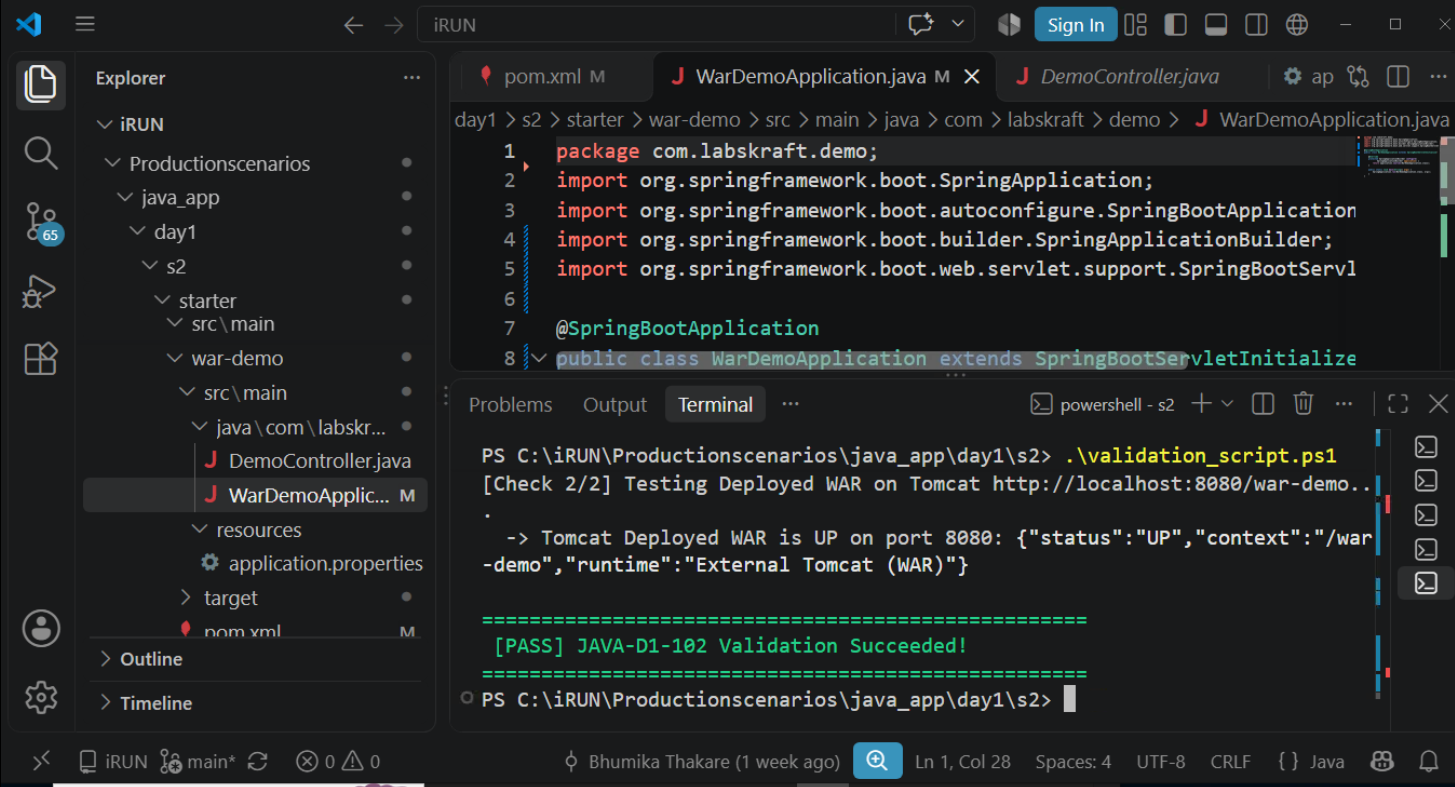 iRUN
Sign In
Explorer
...
iRUN
Productionscenarios
java_app
day1
s2
starter
src\main
war-demo
src\main
java\com\labskr...
DemoController.java
WarDemoApplic... M
resources
application.properties
target
pom.xml M
Outline
Timeline
65
pom.xml M
WarDemoApplication.java M
DemoController.java
ap
day1 > s2 > starter > war-demo > src > main > java > com > labskraft > demo > WarDemoApplication.java
1 package com.labskraft.demo;
2 import org.springframework.boot.SpringApplication;
3 import org.springframework.boot.autoconfigure.SpringBootApplication
4 import org.springframework.boot.builder.SpringApplicationBuilder;
5 import org.springframework.boot.web.servlet.support.SpringBootServl
6
7 @SpringBootApplication
8 public class WarDemoApplication extends SpringBootServletInitialize
Problems Output Terminal ... powershell - s2
PS C:\iRUN\Productionscenarios\java_app\day1\s2> .\validation_script.ps1
[Check 2/2] Testing Deployed WAR on Tomcat http://localhost:8080/war-demo..
.
-> Tomcat Deployed WAR is UP on port 8080: {"status":"UP","context":"/war
-demo","runtime":"External Tomcat (WAR)"}
==================================================
[PASS] JAVA-D1-102 Validation Succeeded!
==================================================
PS C:\iRUN\Productionscenarios\java_app\day1\s2>
iRUN main* 0 0 Bhumika Thakare (1 week ago) Ln 1, Col 28 Spaces: 4 UTF-8 CRLF { } Java